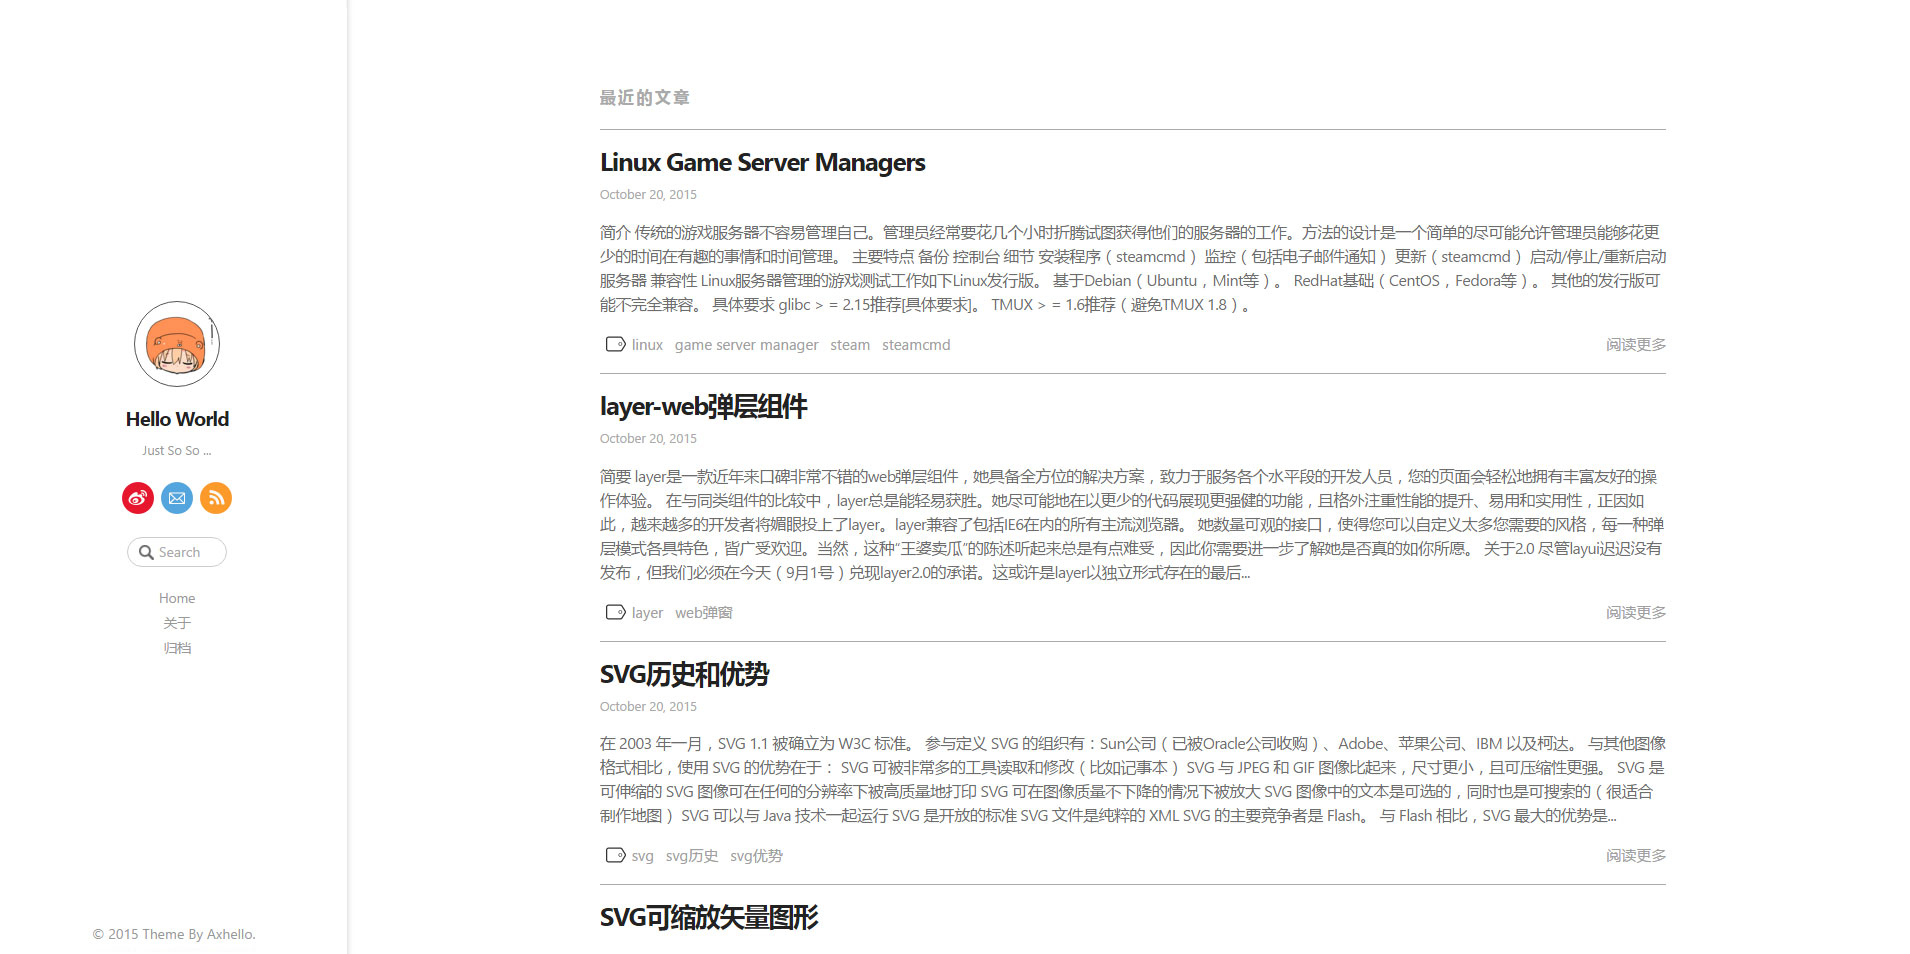 Hello World
Just So So ...
Search
Home
关于
归档
© 2015 Theme By Axhello.
最近的文章
Linux Game Server Managers
October 20, 2015
简介 传统的游戏服务器不容易管理自己。管理员经常要花几个小时折腾试图获得他们的服务器的工作。方法的设计是一个简单的尽可能允许管理员能够花更
少的时间在有趣的事情和时间管理。 主要特点 备份 控制台 细节 安装程序（steamcmd） 监控（包括电子邮件通知） 更新（steamcmd） 启动/停止/重新启动
服务器 兼容性 Linux服务器管理的游戏测试工作如下Linux发行版。 基于Debian（Ubuntu，Mint等）。 RedHat基础（CentOS，Fedora等）。 其他的发行版可
能不完全兼容。 具体要求 glibc > = 2.15推荐[具体要求]。 TMUX > = 1.6推荐（避免TMUX 1.8）。
linux game server manager steam steamcmd 阅读更多
layer-web弹层组件
October 20, 2015
简要 layer是一款近年来口碑非常不错的web弹层组件，她具备全方位的解决方案，致力于服务各个水平段的开发人员，您的页面会轻松地拥有丰富友好的操
作体验。 在与同类组件的比较中，layer总是能轻易获胜。她尽可能地在以更少的代码展现更强健的功能，且格外注重性能的提升、易用和实用性，正因如
此，越来越多的开发者将媚眼投上了layer。layer兼容了包括IE6在内的所有主流浏览器。 她数量可观的接口，使得您可以自定义太多您需要的风格，每一种弹
层模式各具特色，皆广受欢迎。当然，这种“王婆卖瓜”的陈述听起来总是有点难受，因此你需要进一步了解她是否真的如你所愿。 关于2.0 尽管layui迟迟没有
发布，但我们必须在今天（9月1号）兑现layer2.0的承诺。这或许是layer以独立形式存在的最后...
layer web弹窗 阅读更多
SVG历史和优势
October 20, 2015
在 2003 年一月，SVG 1.1 被确立为 W3C 标准。 参与定义 SVG 的组织有：Sun公司（已被Oracle公司收购）、Adobe、苹果公司、IBM 以及柯达。 与其他图像
格式相比，使用 SVG 的优势在于： SVG 可被非常多的工具读取和修改（比如记事本） SVG 与 JPEG 和 GIF 图像比起来，尺寸更小，且可压缩性更强。 SVG 是
可伸缩的 SVG 图像可在任何的分辨率下被高质量地打印 SVG 可在图像质量不下降的情况下被放大 SVG 图像中的文本是可选的，同时也是可搜索的（很适合
制作地图） SVG 可以与 Java 技术一起运行 SVG 是开放的标准 SVG 文件是纯粹的 XML SVG 的主要竞争者是 Flash。 与 Flash 相比，SVG 最大的优势是...
svg svg历史 svg优势 阅读更多
SVG可缩放矢量图形